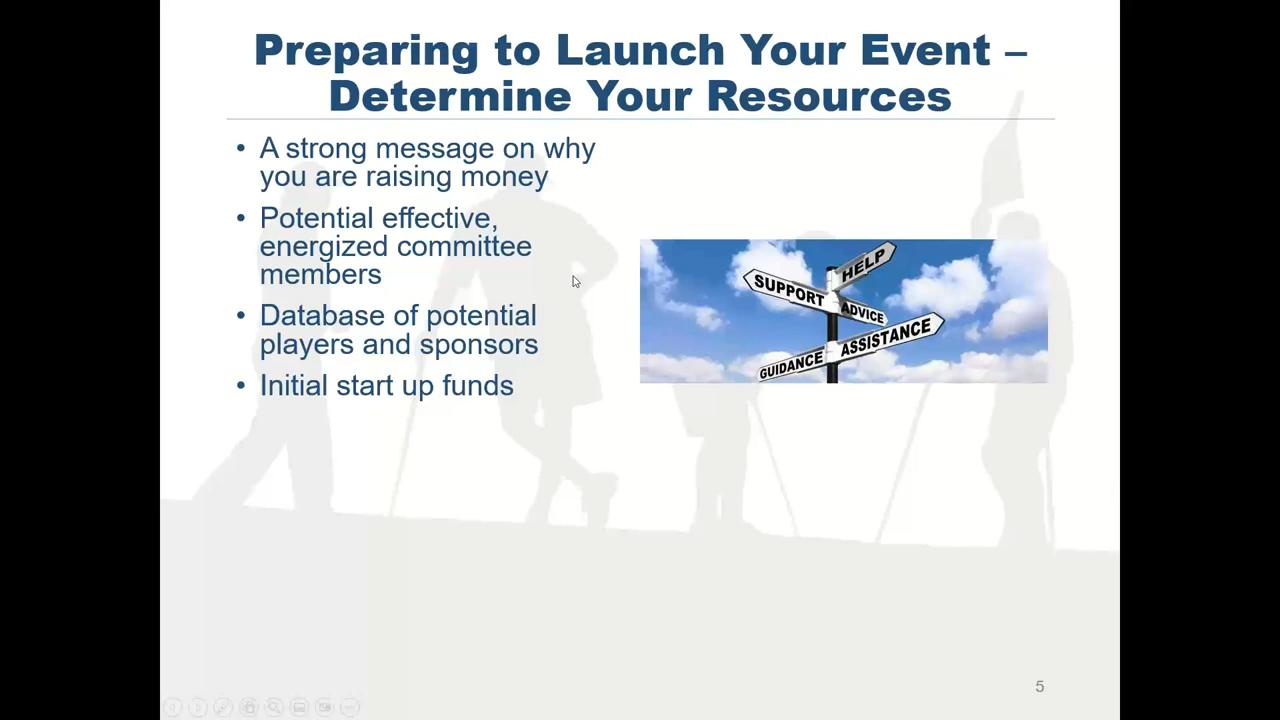 Preparing to Launch Your Event –
Determine Your Resources
• A strong message on why
you are raising money
• Potential effective,
energized committee
members
• Database of potential
players and sponsors
• Initial start up funds
HELP
SUPPORT
ADVICE
ASSISTANCE
GUIDANCE
5